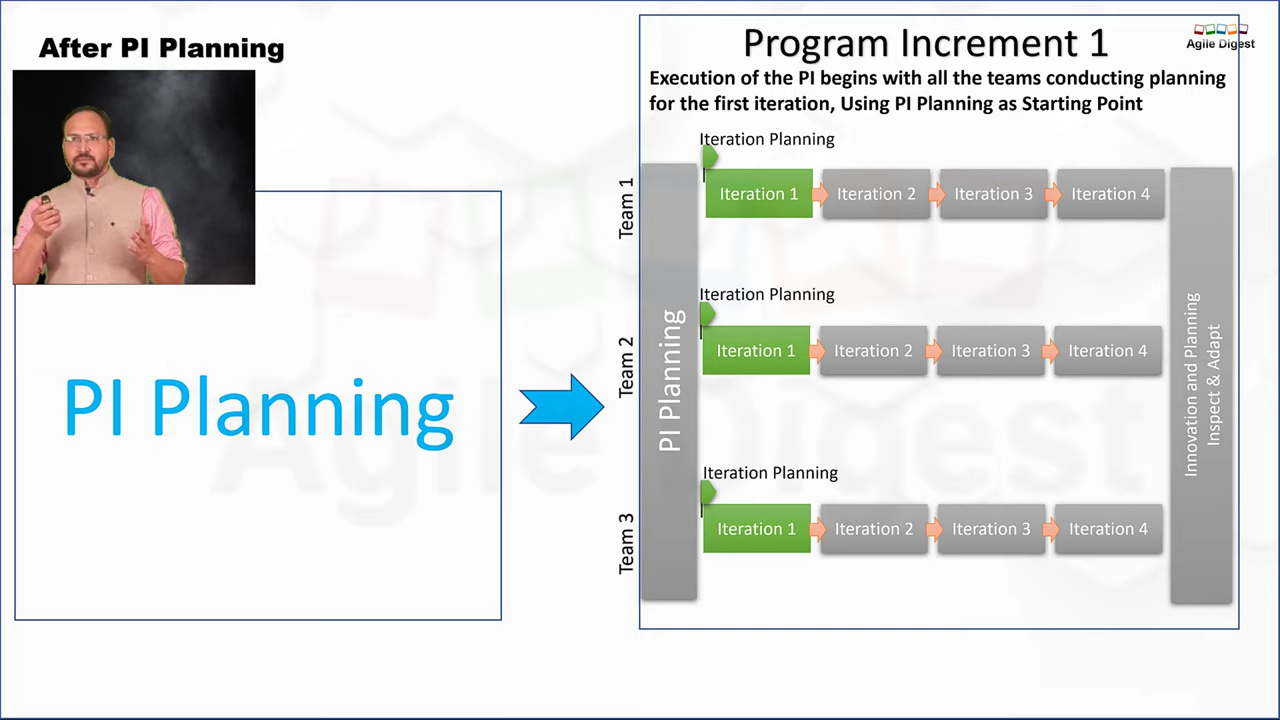 After PI Planning
PI Planning
Program Increment 1
Agile Digest
Execution of the PI begins with all the teams conducting planning
for the first iteration, Using PI Planning as Starting Point
PI Planning
Team 1
Iteration Planning
Iteration 1
Iteration 2
Iteration 3
Iteration 4
Team 2
Iteration Planning
Iteration 1
Iteration 2
Iteration 3
Iteration 4
Team 3
Iteration Planning
Iteration 1
Iteration 2
Iteration 3
Iteration 4
Innovation and Planning
Inspect & Adapt
Agile Digest